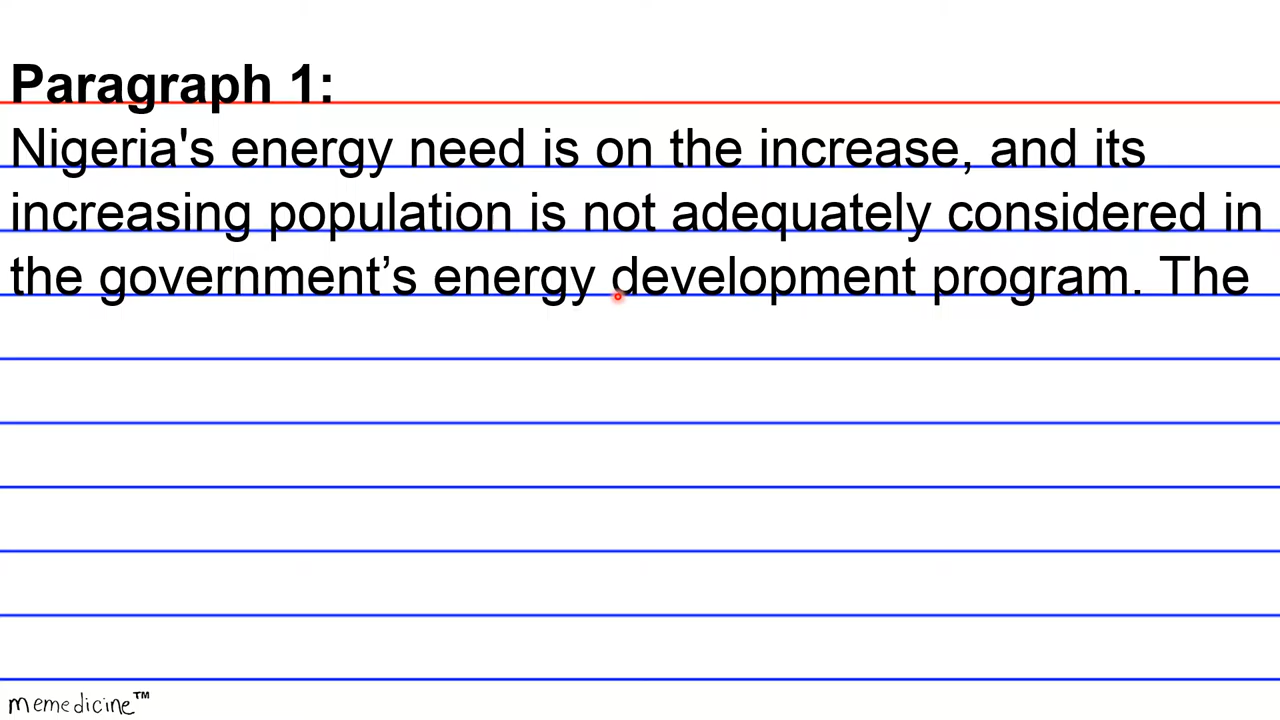 Paragraph 1:
Nigeria's energy need is on the increase, and its
increasing population is not adequately considered in
the government’s energy development program. The
memedicine™